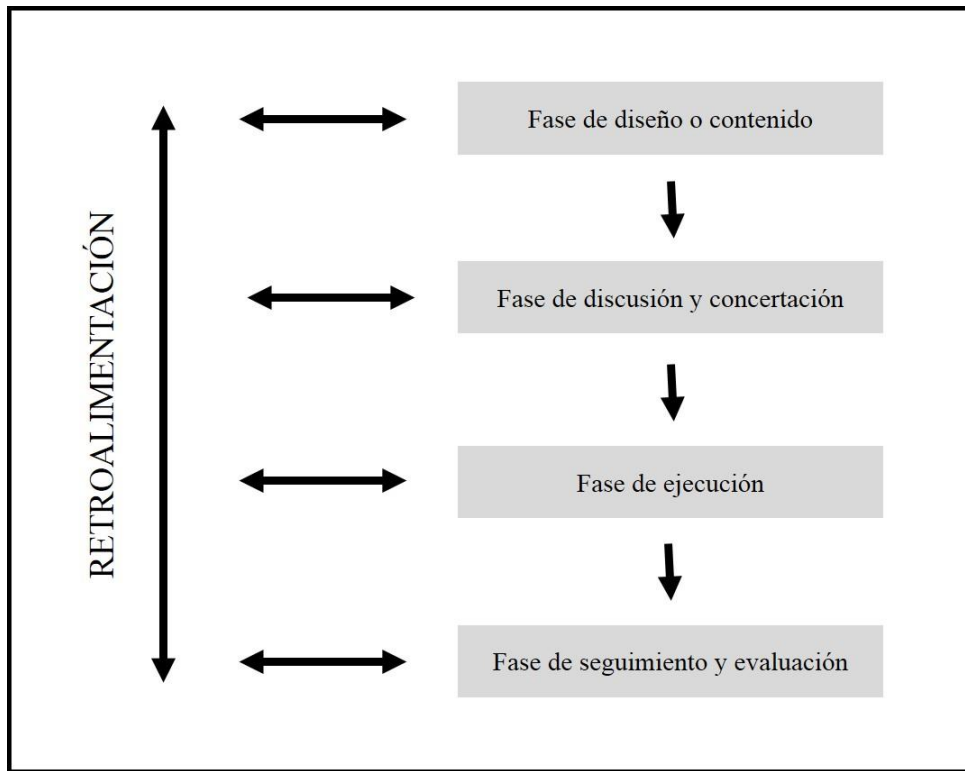 RETROALIMENTACIÓN
Fase de diseño o contenido
Fase de discusión y concertación
Fase de ejecución
Fase de seguimiento y evaluación